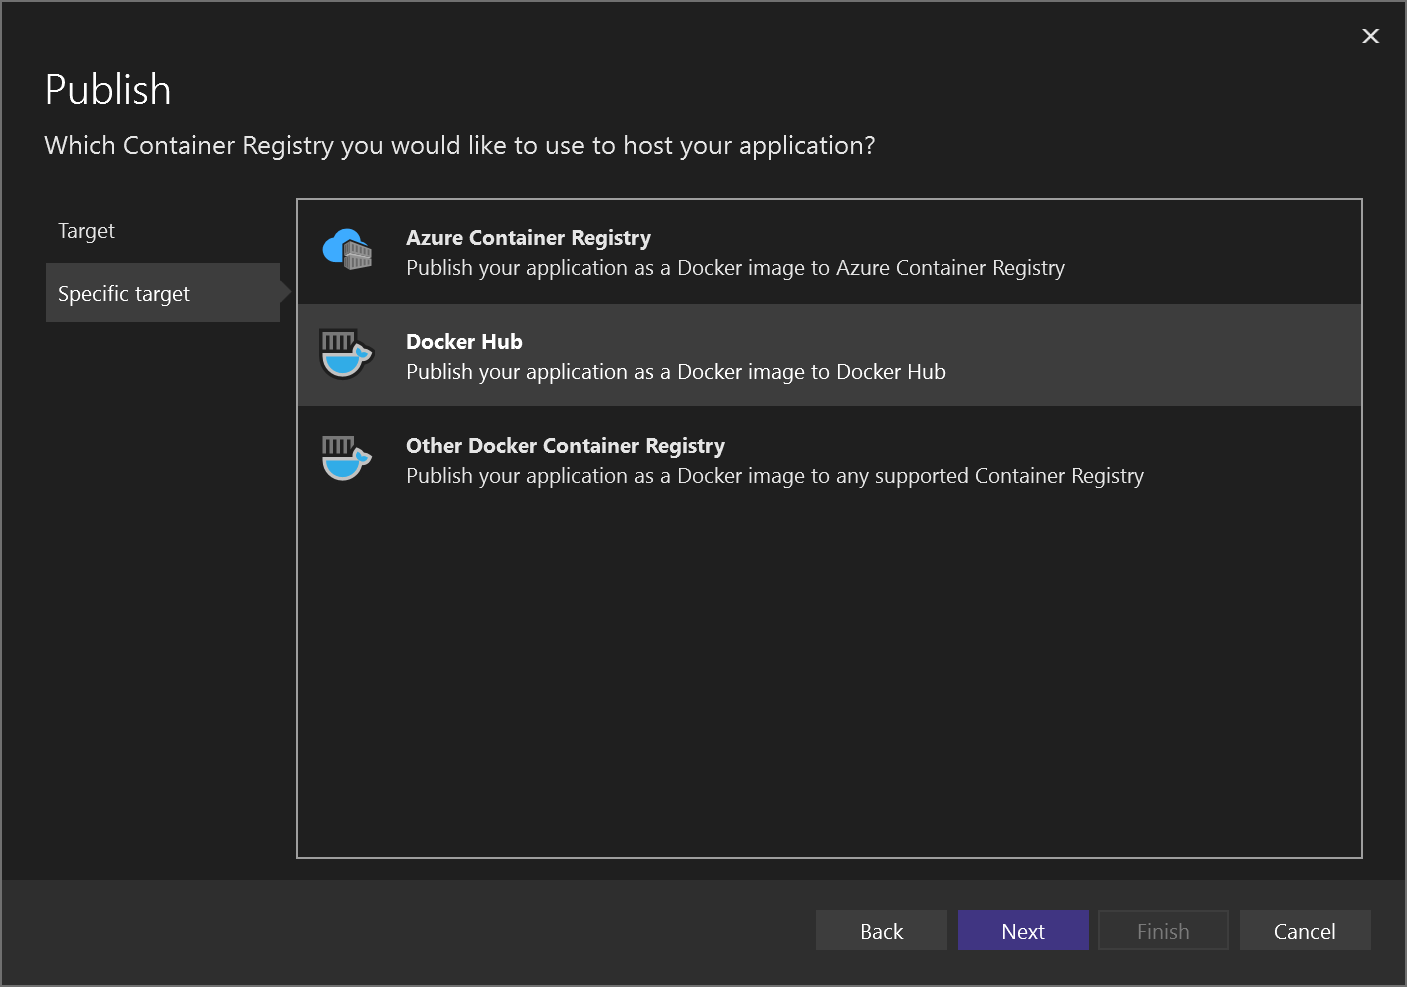 Publish
Which Container Registry you would like to use to host your application?
Target
Specific target
Azure Container Registry
Publish your application as a Docker image to Azure Container Registry
Docker Hub
Publish your application as a Docker image to Docker Hub
Other Docker Container Registry
Publish your application as a Docker image to any supported Container Registry
Back
Next
Finish
Cancel